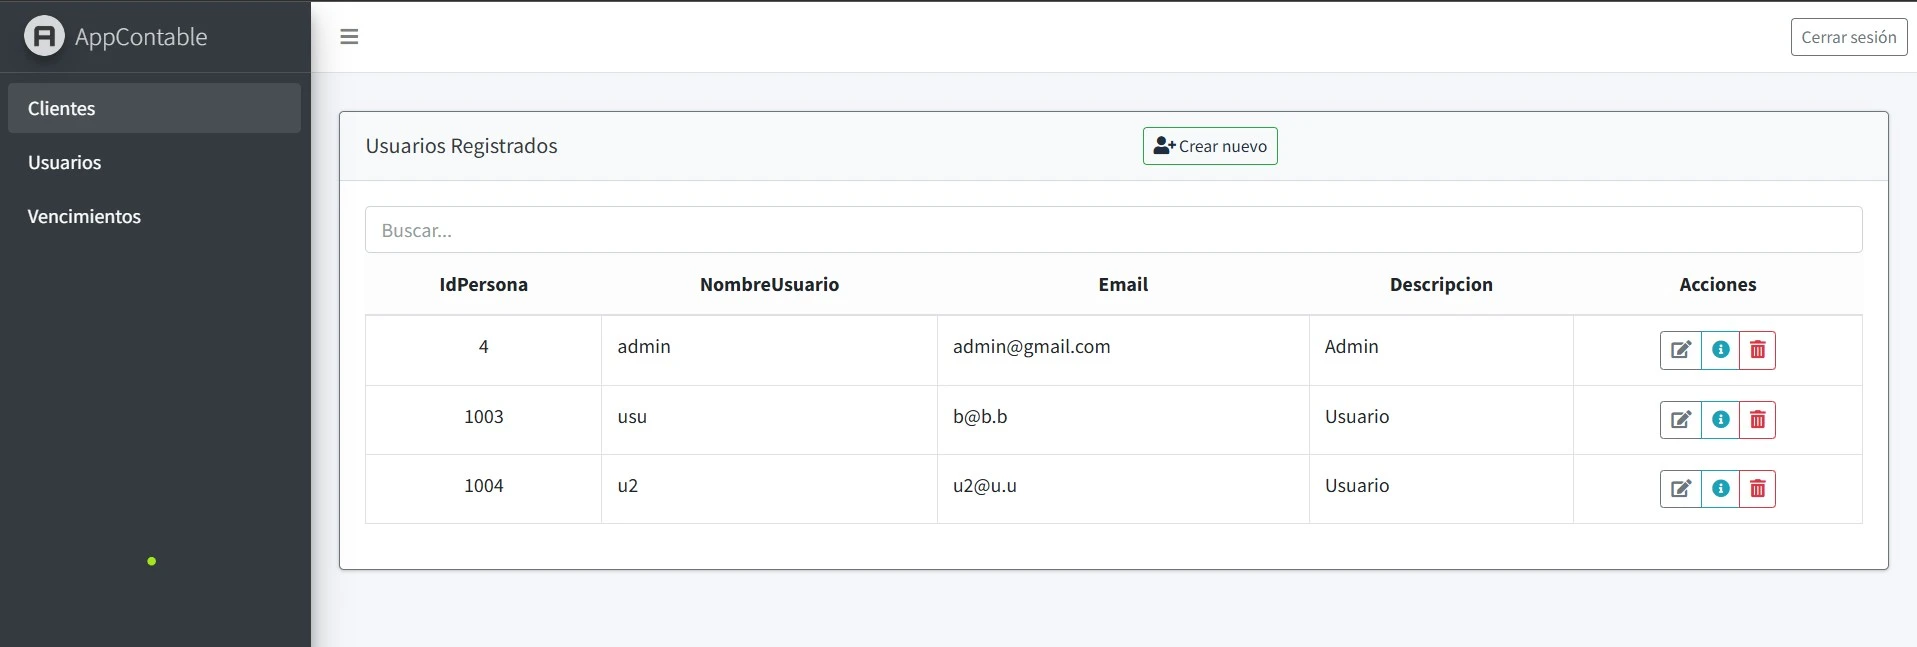 AppContable
Cerrar sesión
Clientes
Usuarios
Vencimientos
Usuarios Registrados
Crear nuevo
Buscar...
IdPersona NombreUsuario Email Descripcion Acciones
4 admin admin@gmail.com Admin
1003 usu b@b.b Usuario
1004 u2 u2@u.u Usuario